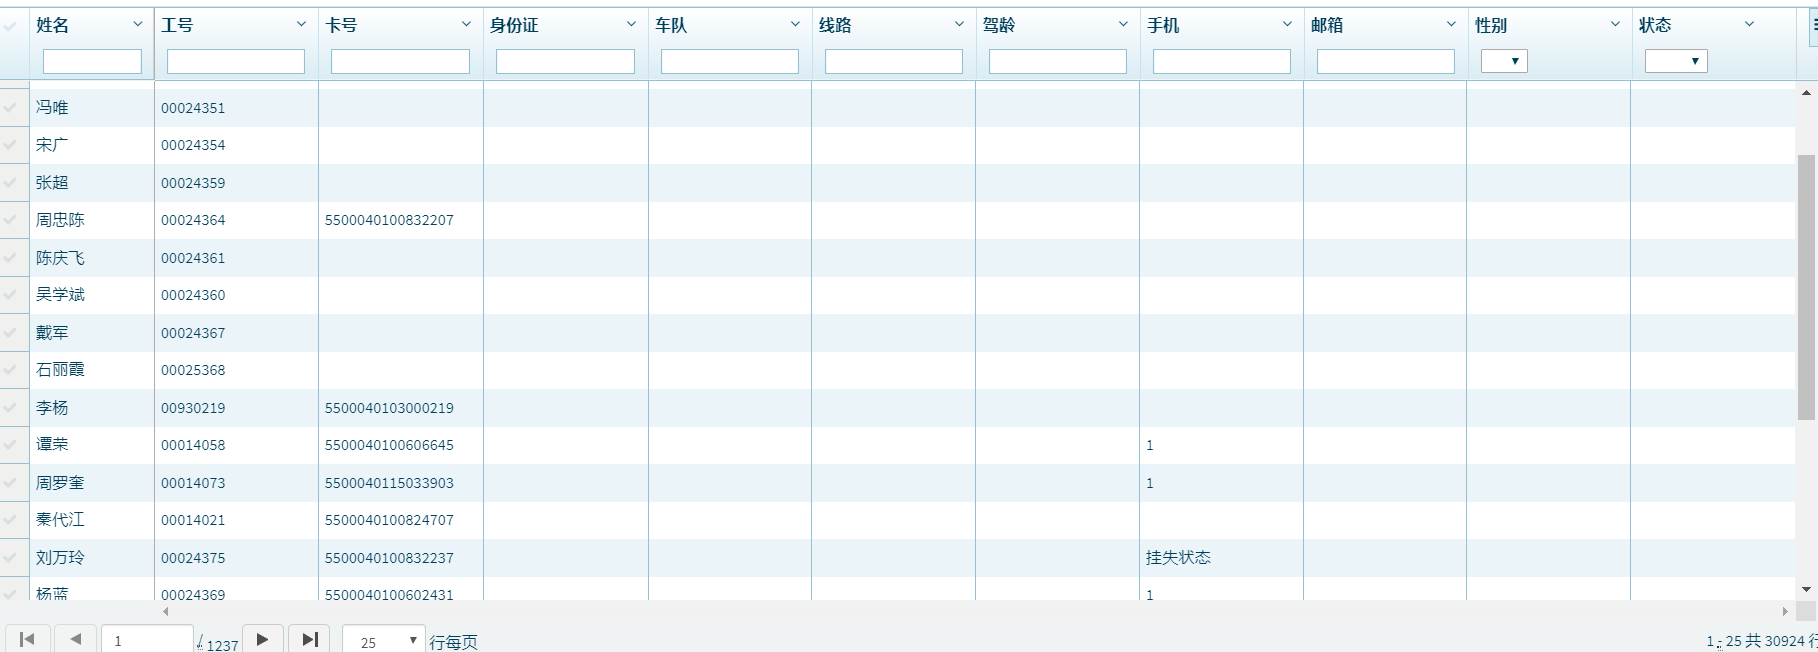 姓名 工号 卡号 身份证 车队 线路 驾龄 手机 邮箱 性别 状态
冯唯 00024351
宋广 00024354
张超 00024359
周忠陈 00024364 5500040100832207
陈庆飞 00024361
吴学斌 00024360
戴军 00024367
石丽霞 00025368
李杨 00930219 5500040103000219
谭荣 00014058 5500040100606645 1
周罗奎 00014073 5500040115033903 1
秦代江 00014021 5500040100824707
刘万玲 00024375 5500040100832237 挂失状态
杨蓝 00024369 5500040100602431 1
1 / 1237 25 行每页 1 - 25 共 30924 行